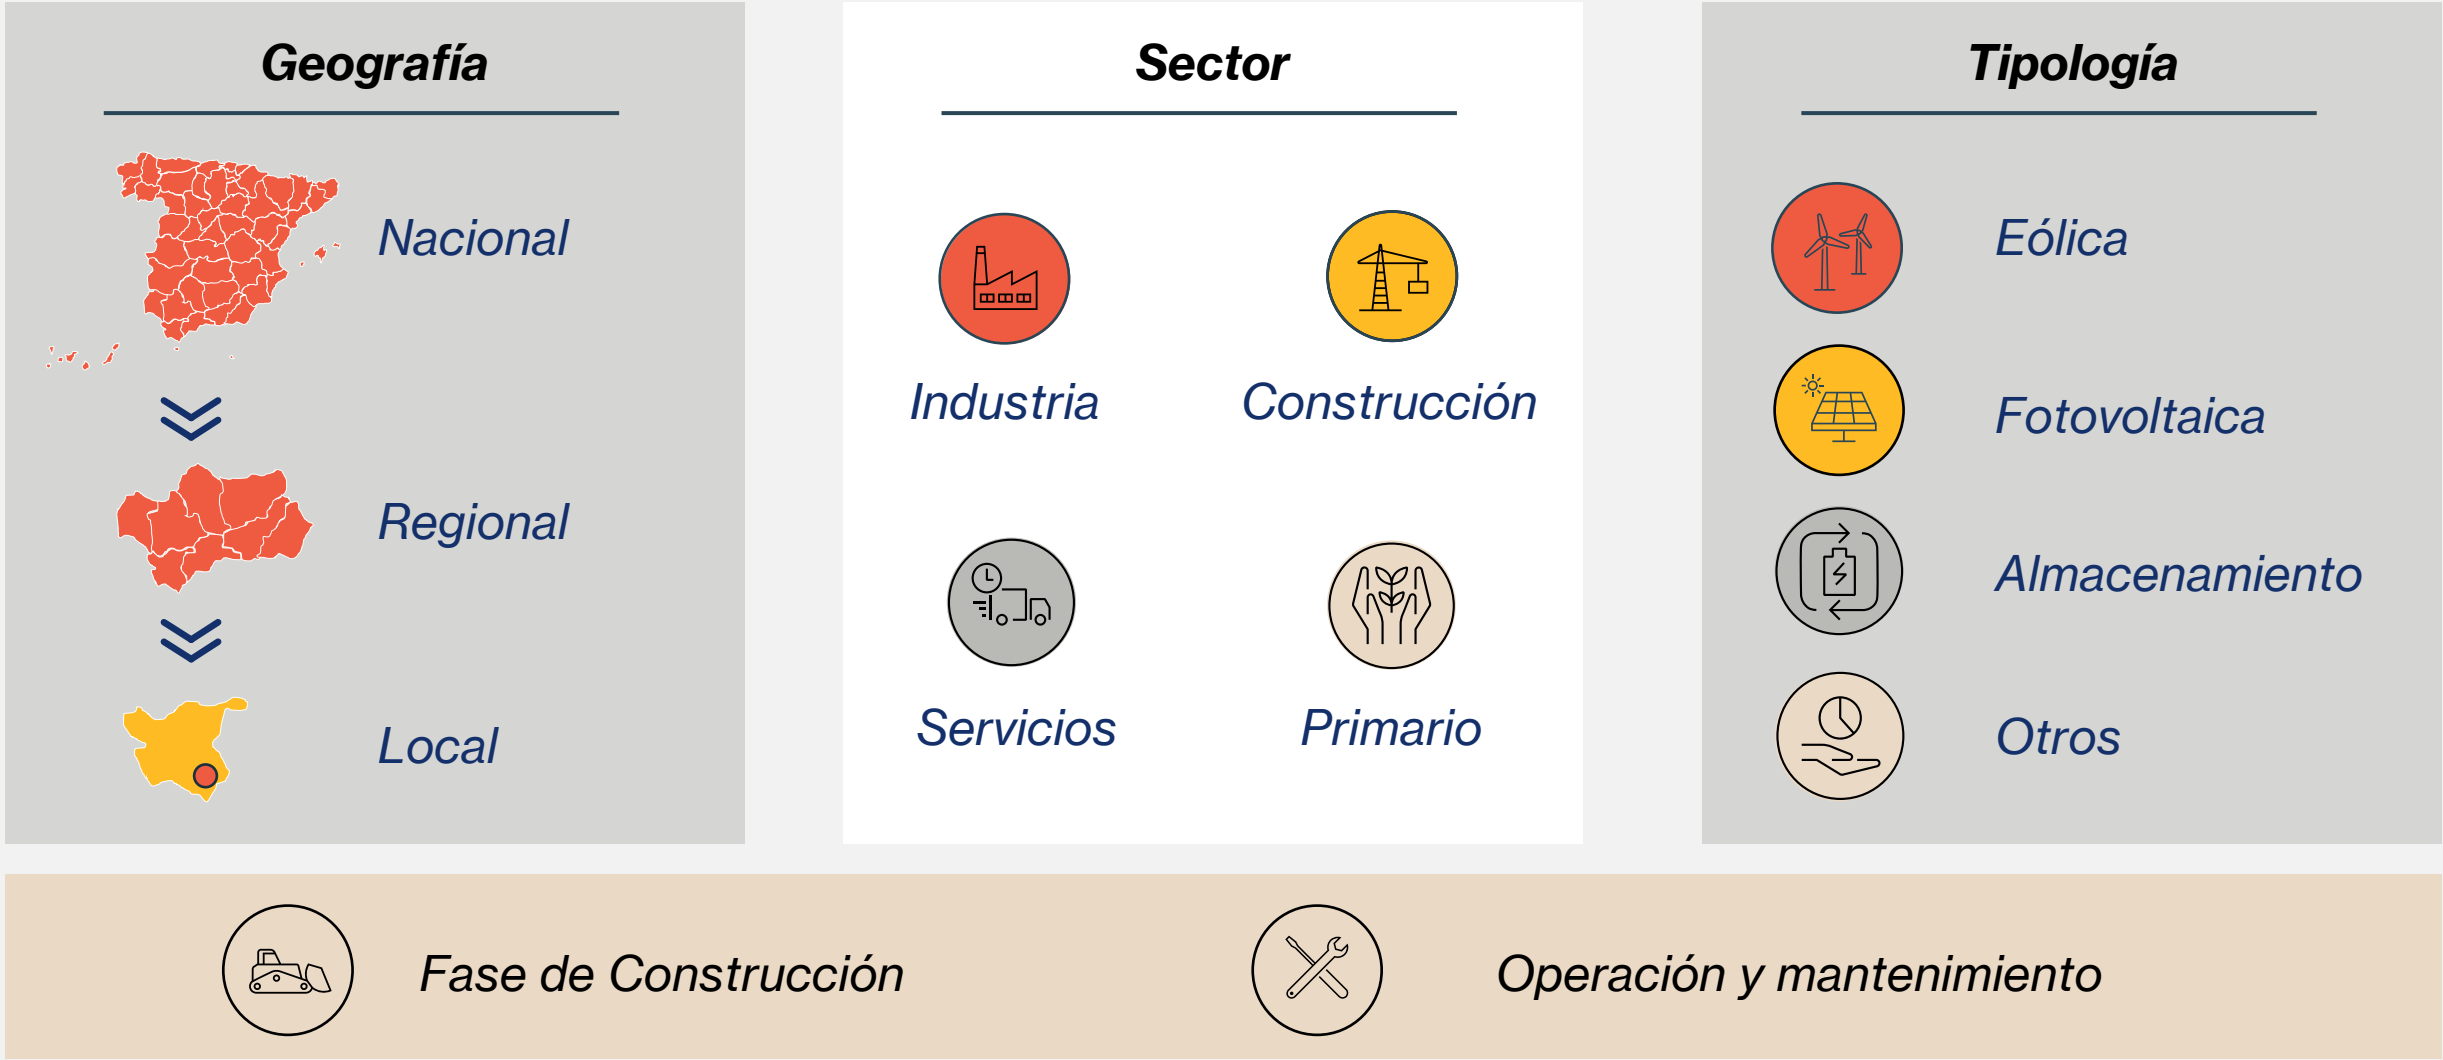 Geografía
Nacional
Regional
Local
Sector
Industria
Construcción
Servicios
Primario
Tipología
Eólica
Fotovoltaica
Almacenamiento
Otros
Fase de Construcción
Operación y mantenimiento